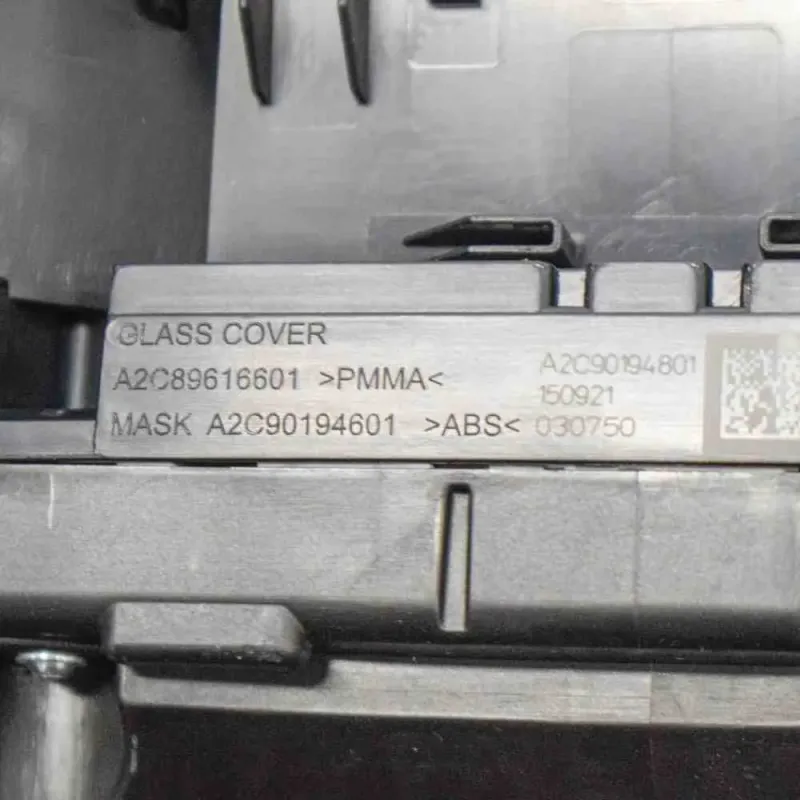 GLASS COVER
A2C89616601 >PMMA<
MASK A2C90194601 >ABS<
A2C90194801
150921
030750